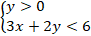 y > 0
3x + 2y < 6